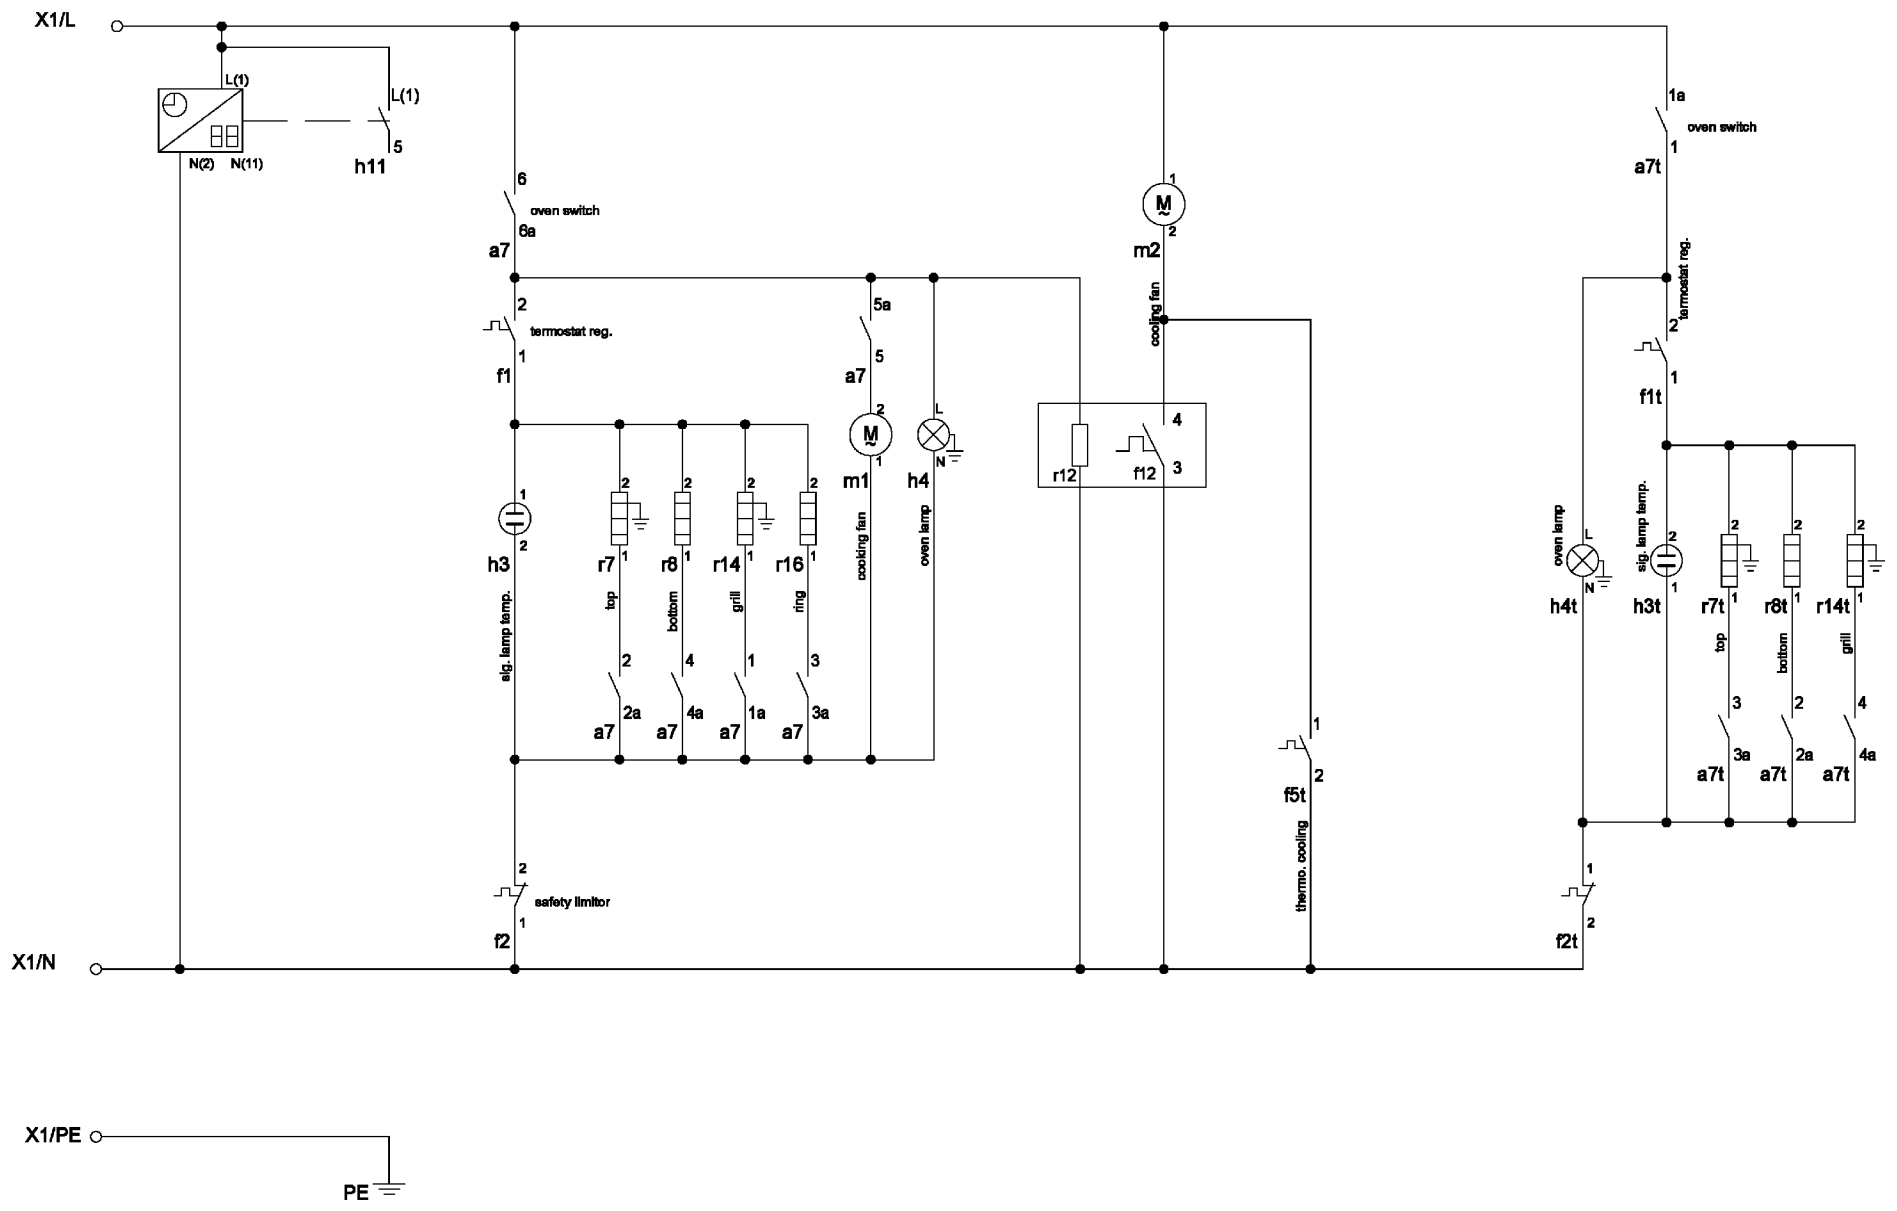 X1/L
L(1)
L(1)
5
N(2) N(11)
h11
6
oven switch
6a
a7
2
termostat reg.
1
f1
5a
5
a7
2
M
~
1
m1
cooking fan
L
N
h4
oven lamp
1
2
h3
sig. lamp temp.
2
1
r7
top
2
1
r8
bottom
2
1
r14
grill
2
1
r16
ring
2
2a
a7
4
4a
a7
1
1a
a7
3
3a
a7
2
safety limitor
1
f2
1
M
~
2
m2
cooling fan
r12
4
f12
3
1
2
f5t
thermo. cooling
1a
oven switch
1
a7t
termostat reg.
2
1
f1t
oven lamp
L
N
h4t
sig. lamp temp.
2
1
h3t
2
r7t 1
top
2
r8t 1
bottom
2
r14t 1
grill
3
3a
a7t
2
2a
a7t
4
4a
a7t
1
2
f2t
X1/N
X1/PE
PE